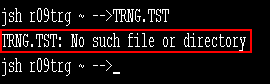 jsh r09trg ~ -->TRNG.TST
TRNG.TST: No such file or directory
jsh r09trg ~ -->_